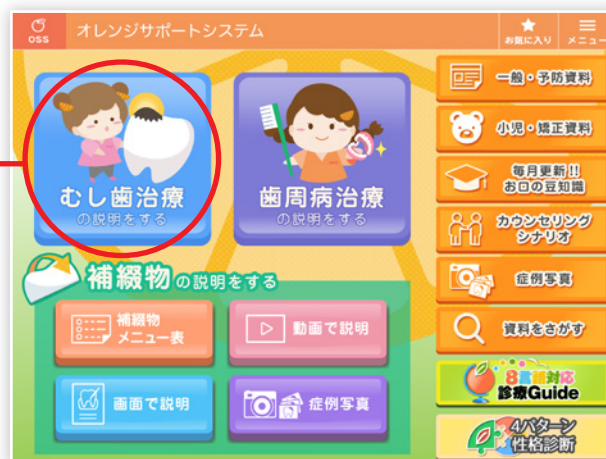 OSS
オレンジサポートシステム
お気に入り
メニュー
むし歯治療
の説明をする
歯周病治療
の説明をする
補綴物の説明をする
補綴物
メニュー表
動画で説明
画面で説明
症例写真
一般・予防資料
小児・矯正資料
毎月更新!!
お口の豆知識
カウンセリング
シナリオ
症例写真
資料をさがす
8言語対応
診療Guide
4パターン
性格診断